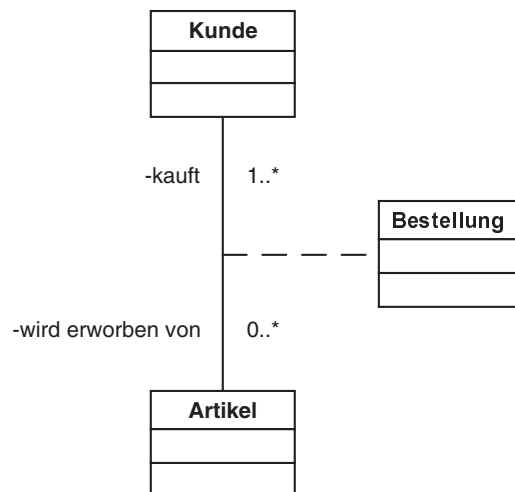 Kunde
-kauft 1..*
Bestellung
-wird erworben von 0..*
Artikel